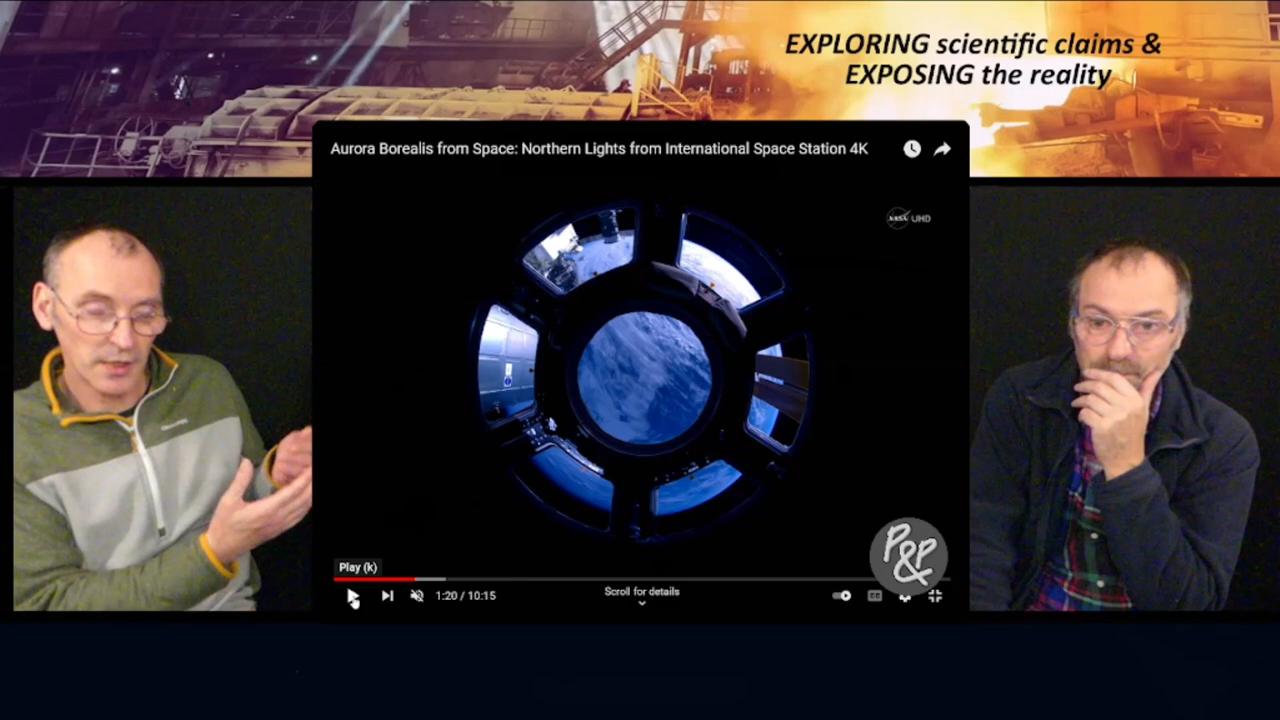 EXPLORING scientific claims &
EXPOSING the reality
Aurora Borealis from Space: Northern Lights from International Space Station 4K
NASA UHD
P&P
Play (k)
1:20 / 10:15
Scroll for details